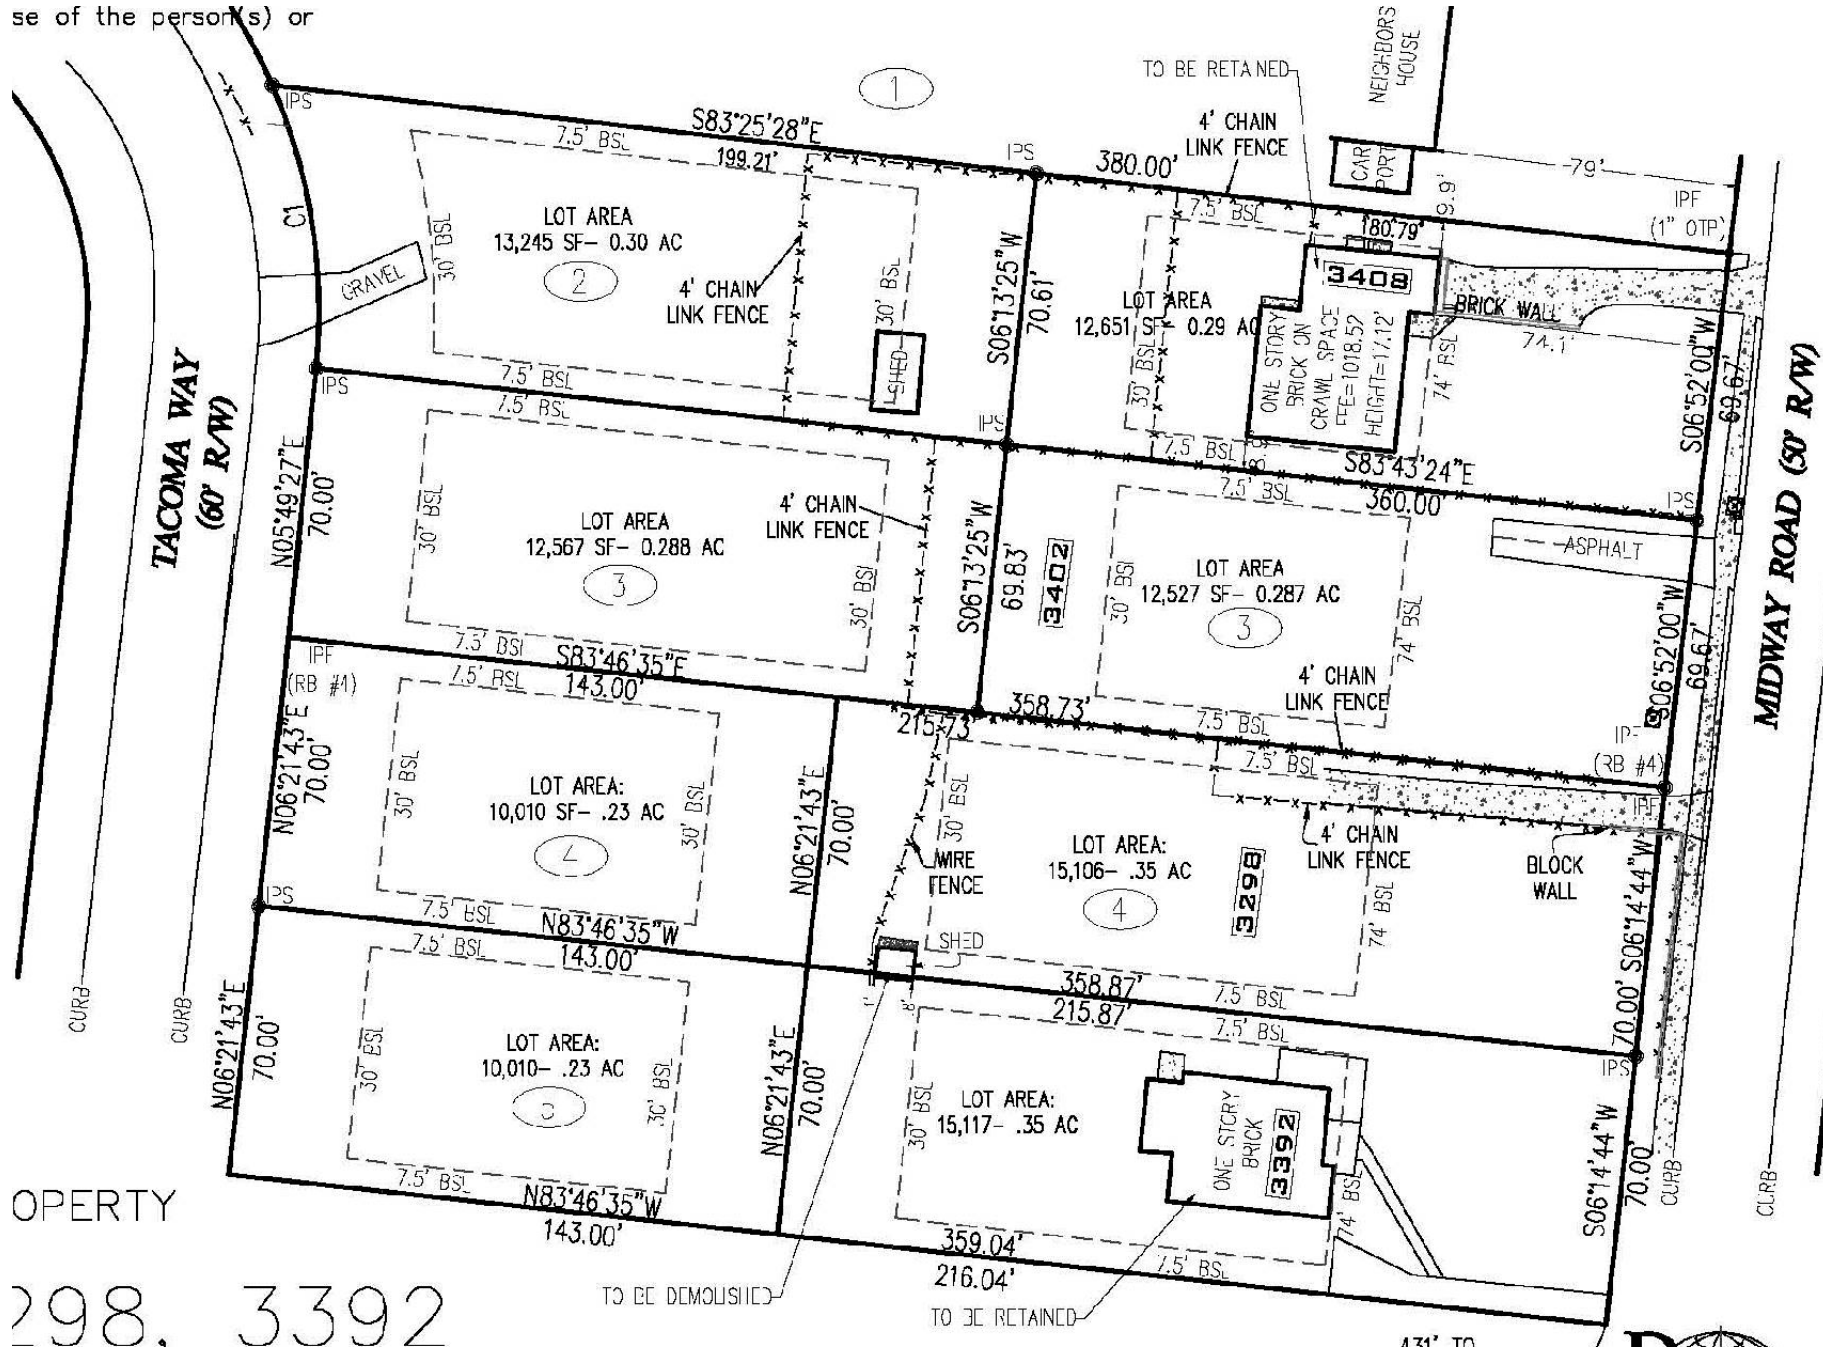 se of the person(s) or
NEIGHBORS
HOUSE
TO BE RETAINED
1
IPS
S83°25'28"E
7.5' BSL
199.21'
IPS
380.00'
4' CHAIN
LINK FENCE
CAR
PORT
79'
9.9'
IPF
(1" OTP)
C1
30' BSL
LOT AREA
13,245 SF- 0.30 AC
2
GRAVEL
4' CHAIN
LINK FENCE
30' BSL
SHED
S06°13'25"W
70.61'
7.5' BSL
180.79'
LOT AREA
12,651 SF 0.29 AC
30' BSL
3408
ONE STORY
BRICK ON
CRAWL SPACE
FFE=1018.52
HEIGHT=17.12'
BRICK WALL
74.1'
74' BSL
S06°52'00"W
69.67'
TACOMA WAY
(60' R/W)
MIDWAY ROAD (50' R/W)
IPS
7.5' BSL
7.5' BSL
IPS
7.5' BSL
S83°43'24"E
7.5' BSL
360.00'
IPS
N05°49'27"E
70.00'
30' BSL
LOT AREA
12,567 SF- 0.288 AC
3
4' CHAIN
LINK FENCE
30' BSL
S06°13'25"W
69.83'
3402
30' BSL
LOT AREA
12,527 SF- 0.287 AC
3
74' BSL
ASPHALT
S06°52'00"W
69.67'
4' CHAIN
LINK FENCE
IPF
(RB #4)
7.5' BSL
S83°46'35"E
7.5' BSL
143.00'
215.73'
358.73'
7.5' BSL
7.5' BSL
IPF
(RB #4)
IPF
N06°21'43"E
70.00'
30' BSL
LOT AREA:
10,010 SF- .23 AC
4
30' BSL
N06°21'43"E
70.00'
30' BSL
WIRE
FENCE
LOT AREA:
15,106- .35 AC
4
3298
4' CHAIN
LINK FENCE
BLOCK
WALL
74' BSL
S06°14'44"W
70.00'
IPS
7.5' BSL
N83°46'35"W
7.5' BSL
143.00'
SHED
358.87'
215.87'
7.5' BSL
7.5' BSL
IPS
CURB
CURB
N06°21'43"E
70.00'
30' BSL
LOT AREA:
10,010- .23 AC
30' BSL
N06°21'43"E
70.00'
30' BSL
LOT AREA:
15,117- .35 AC
ONE STORY
BRICK
3392
74' BSL
S06°14'44"W
70.00'
CURB
CURB
7.5' BSL
N83°46'35"W
143.00'
359.04'
216.04'
7.5' BSL
OPERTY
TO BE DEMOLISHED
TO BE RETAINED
298, 3392
431' TO